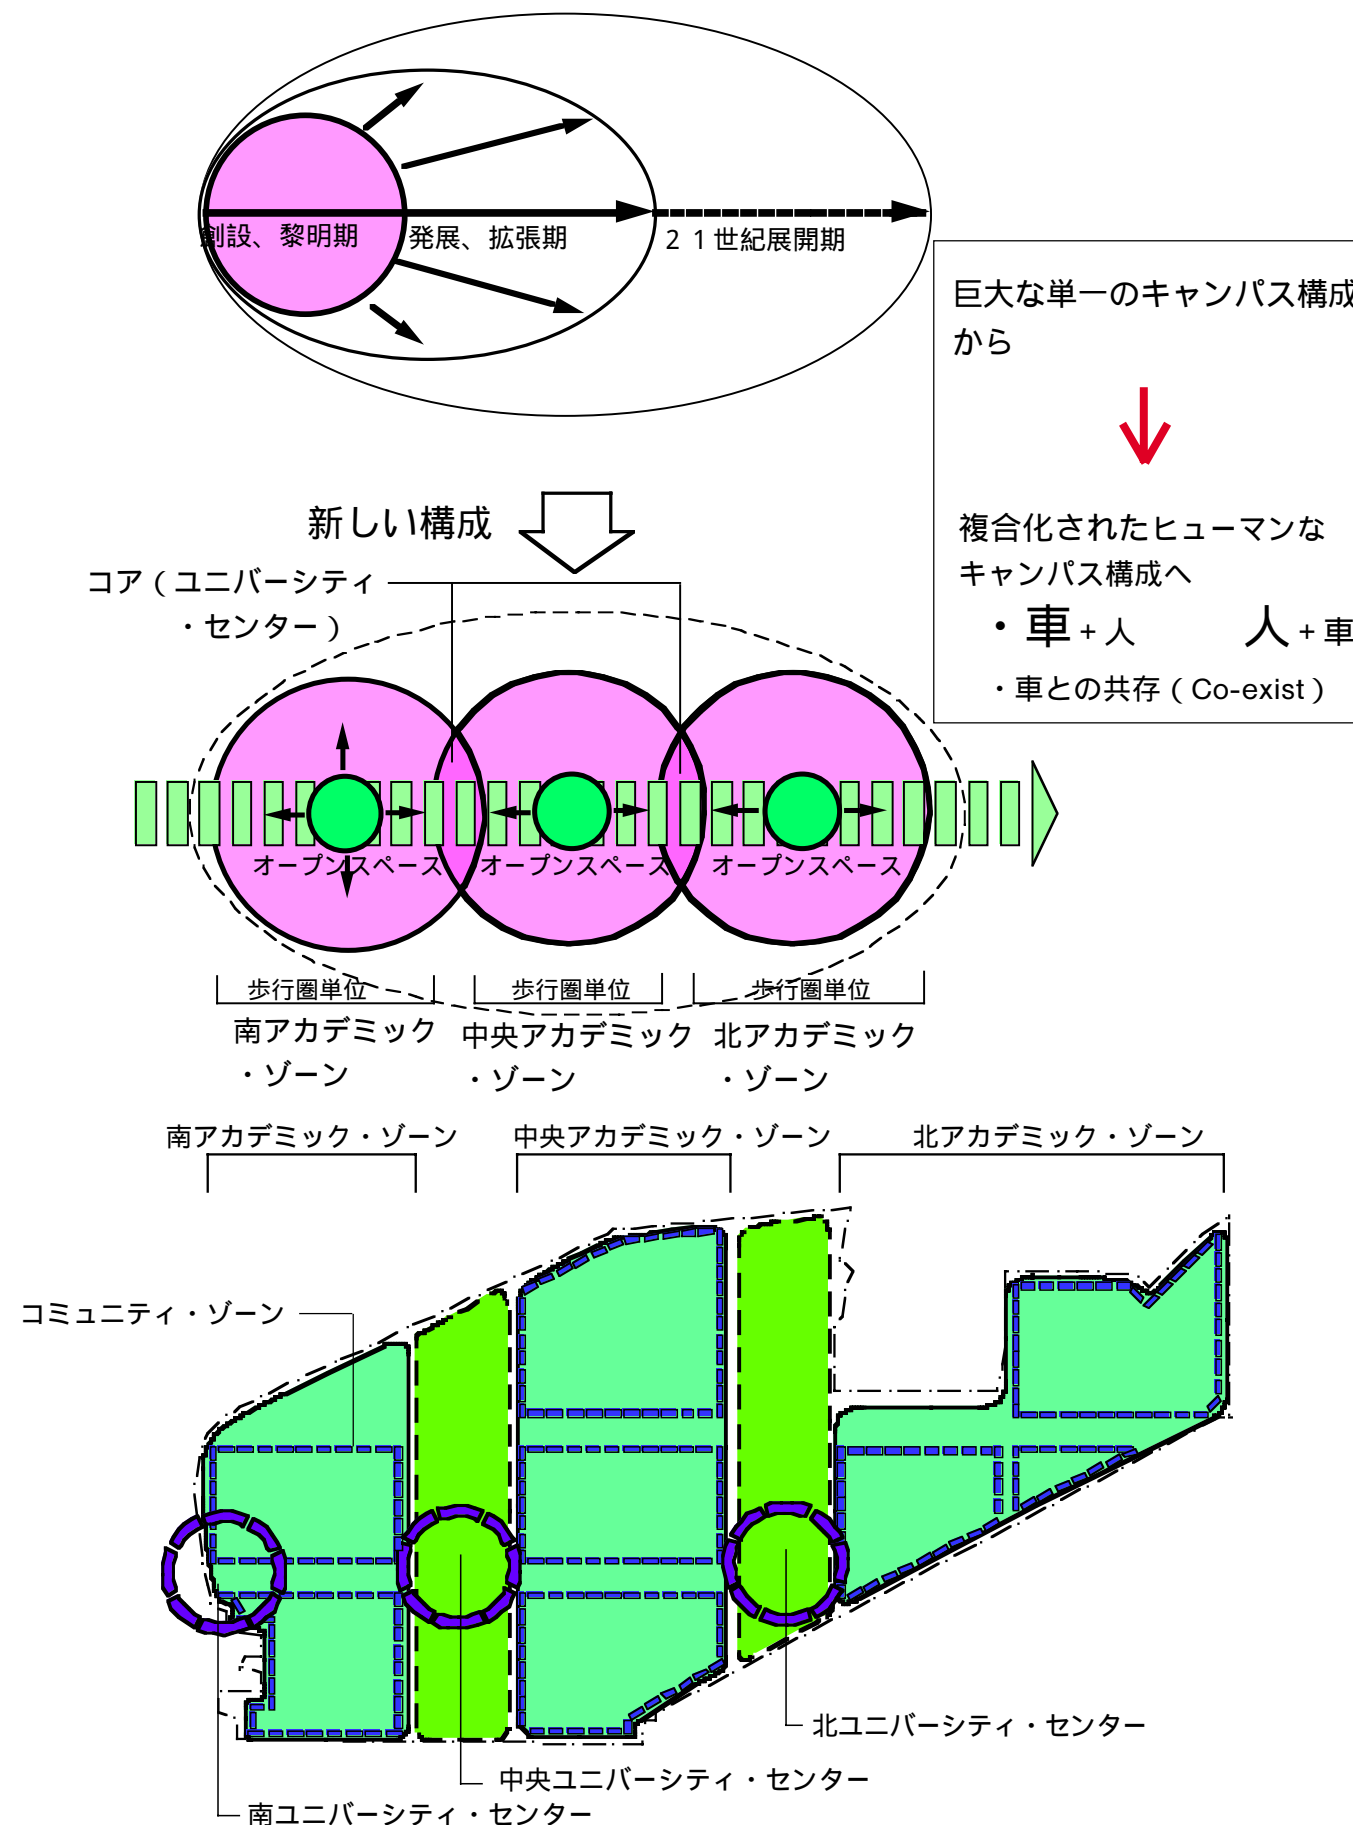 創設、黎明期
発展、拡張期
２１世紀展開期
巨大な単一のキャンパス構成
から
複合化されたヒューマンな
キャンパス構成へ
・車+人　人+車
・車との共存（Co-exist）
新しい構成
コア（ユニバーシティ
・センター）
オープンスペース
オープンスペース
オープンスペース
歩行圏単位
歩行圏単位
歩行圏単位
南アカデミック
・ゾーン
中央アカデミック
・ゾーン
北アカデミック
・ゾーン
南アカデミック・ゾーン
中央アカデミック・ゾーン
北アカデミック・ゾーン
コミュニティ・ゾーン
北ユニバーシティ・センター
中央ユニバーシティ・センター
南ユニバーシティ・センター